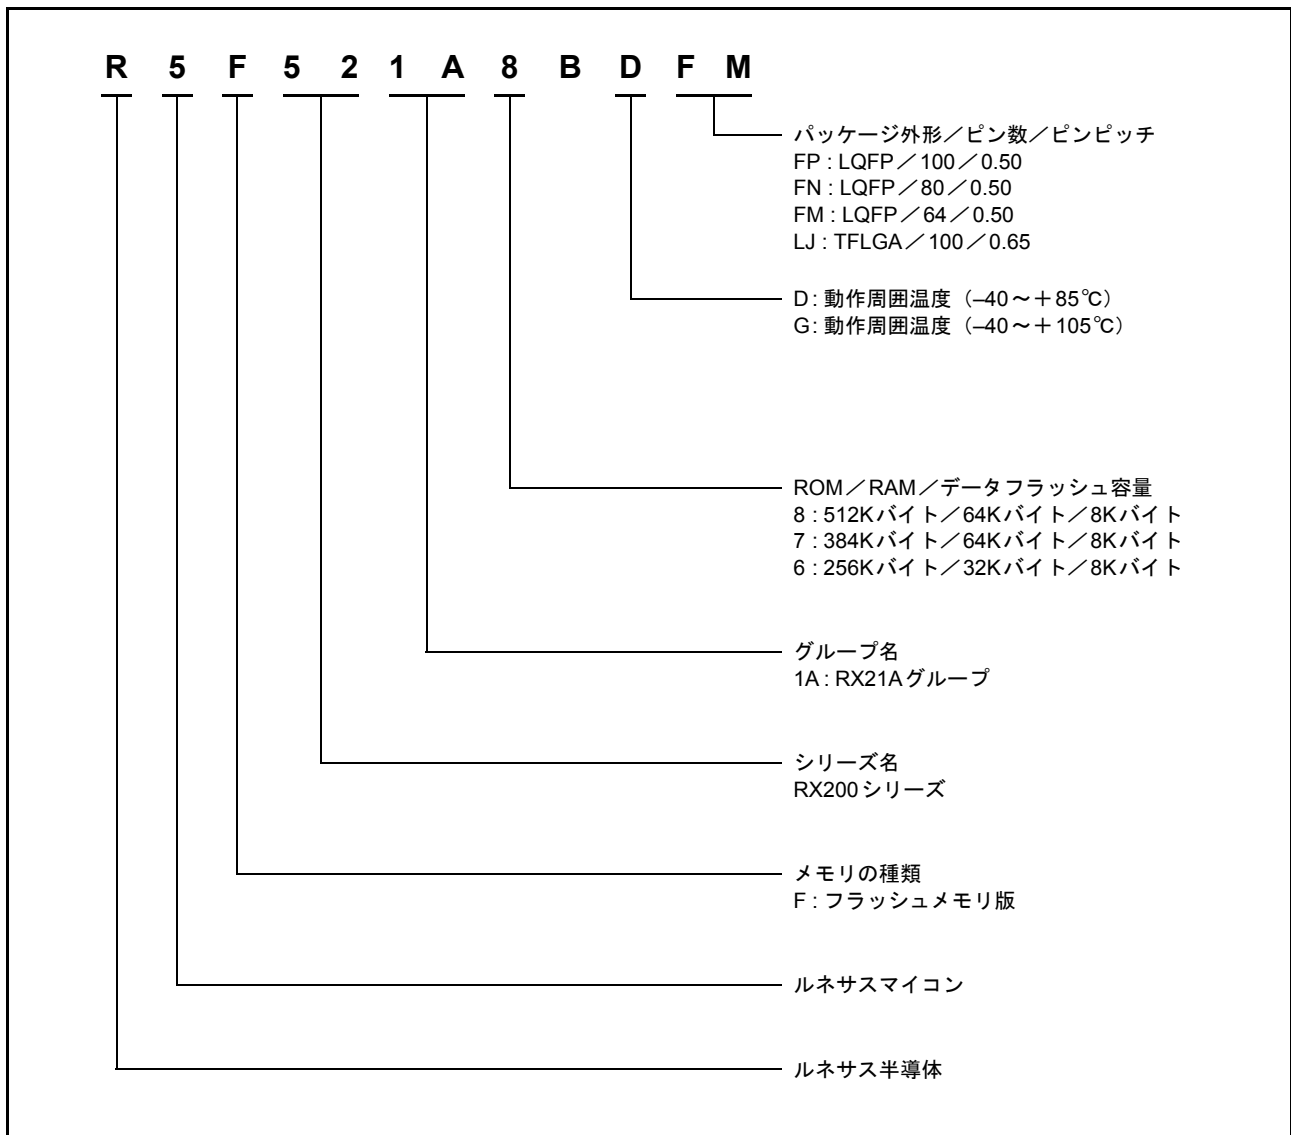 R 5 F 5 2 1 A 8 B D F M
パッケージ外形／ピン数／ピンピッチ
FP : LQFP／100／0.50
FN : LQFP／80／0.50
FM : LQFP／64／0.50
LJ : TFLGA／100／0.65
D : 動作周囲温度（–40～＋85℃）
G : 動作周囲温度（–40～＋105℃）
ROM／RAM／データフラッシュ容量
8 : 512Kバイト／64Kバイト／8Kバイト
7 : 384Kバイト／64Kバイト／8Kバイト
6 : 256Kバイト／32Kバイト／8Kバイト
グループ名
1A : RX21Aグループ
シリーズ名
RX200シリーズ
メモリの種類
F : フラッシュメモリ版
ルネサスマイコン
ルネサス半導体